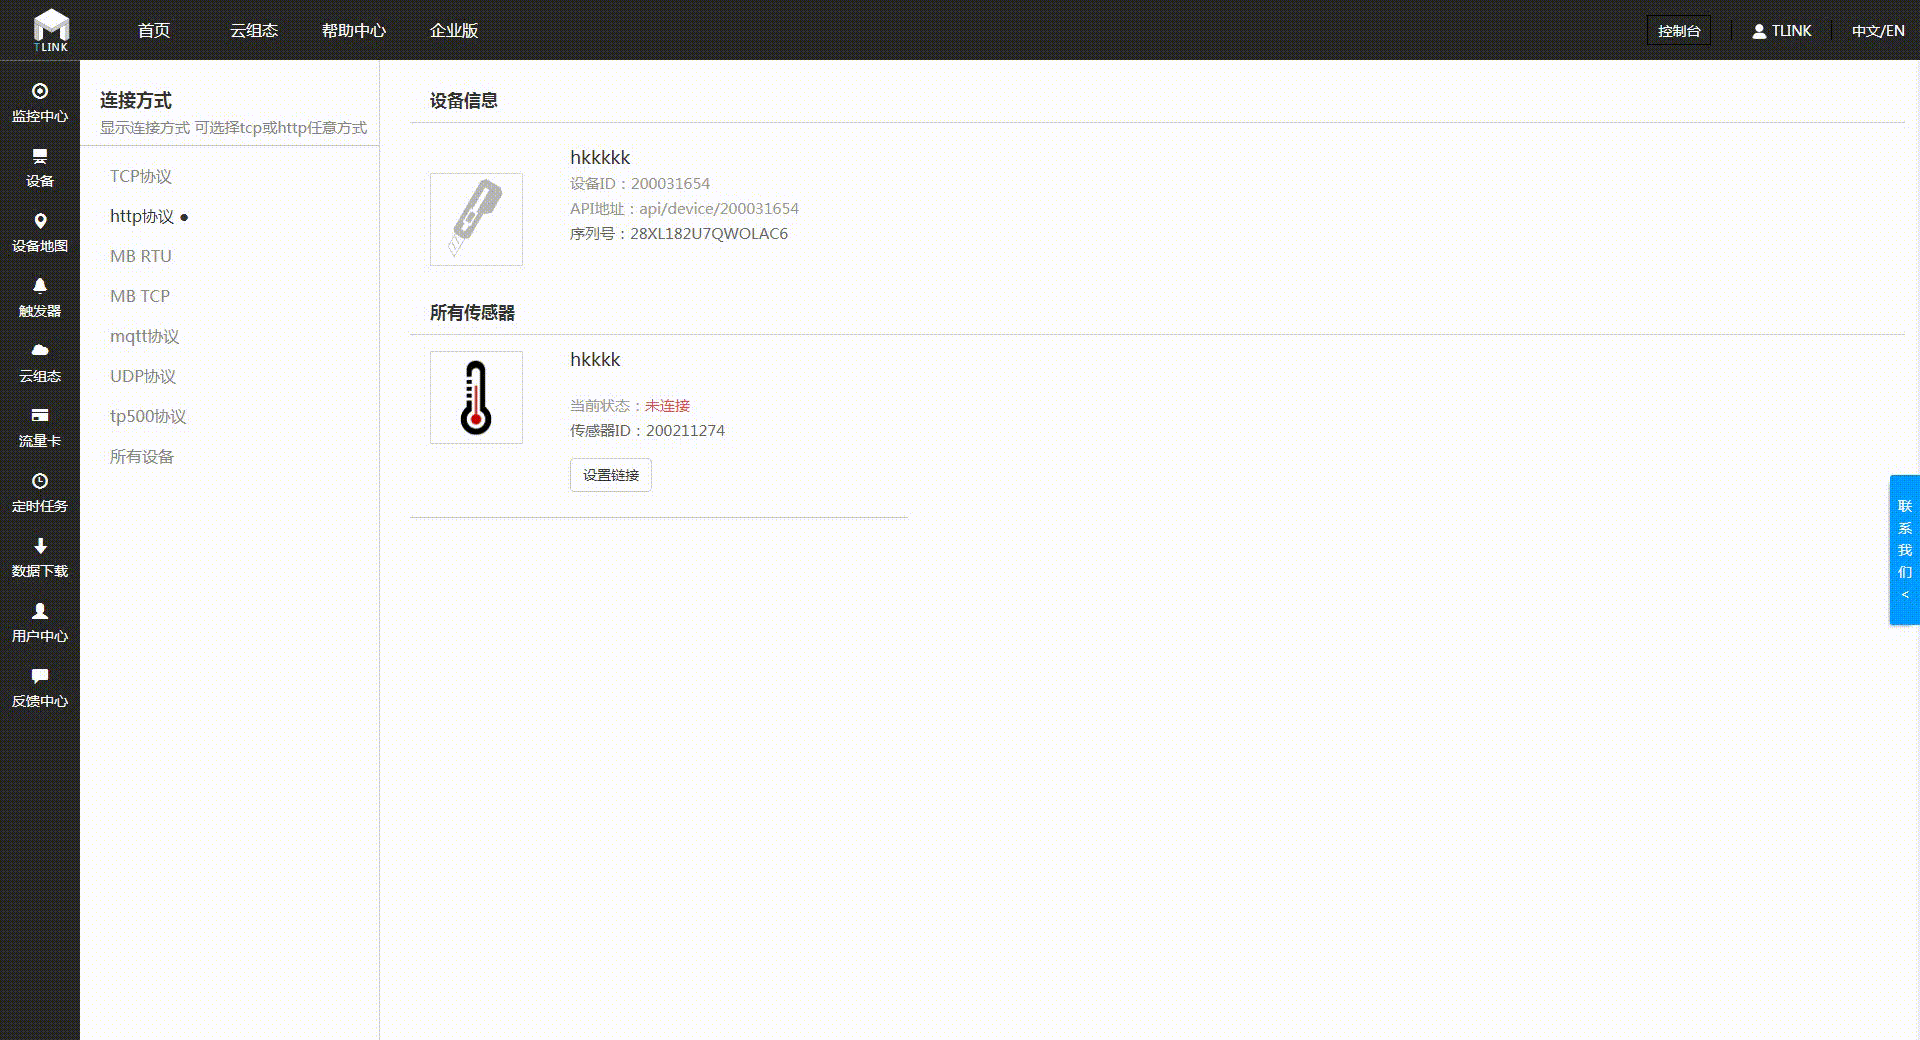 TLINK
首页
云组态
帮助中心
企业版
控制台
TLINK
中文/EN
监控中心
设备
设备地图
触发器
云组态
流量卡
定时任务
数据下载
用户中心
反馈中心
连接方式
显示连接方式 可选择tcp或http任意方式
TCP协议
http协议 ●
MB RTU
MB TCP
mqtt协议
UDP协议
tp500协议
所有设备
设备信息
hkkkkk
设备ID：200031654
API地址：api/device/200031654
序列号：28XL182U7QWOLAC6
所有传感器
hkkkk
当前状态：未连接
传感器ID：200211274
设置链接
联
系
我
们
<